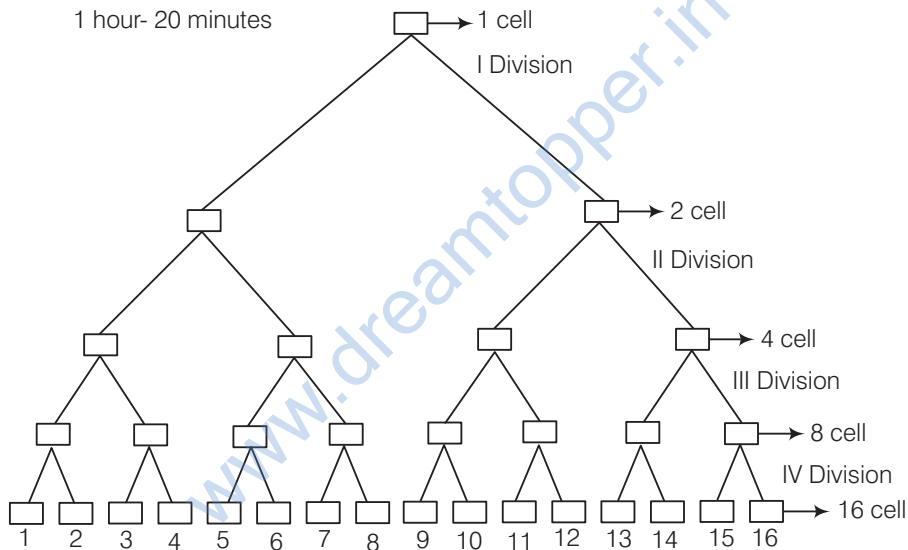 1 hour- 20 minutes
1 cell
I Division
2 cell
II Division
4 cell
III Division
8 cell
IV Division
16 cell
1 2 3 4 5 6 7 8 9 10 11 12 13 14 15 16
www.dreamtopper.in